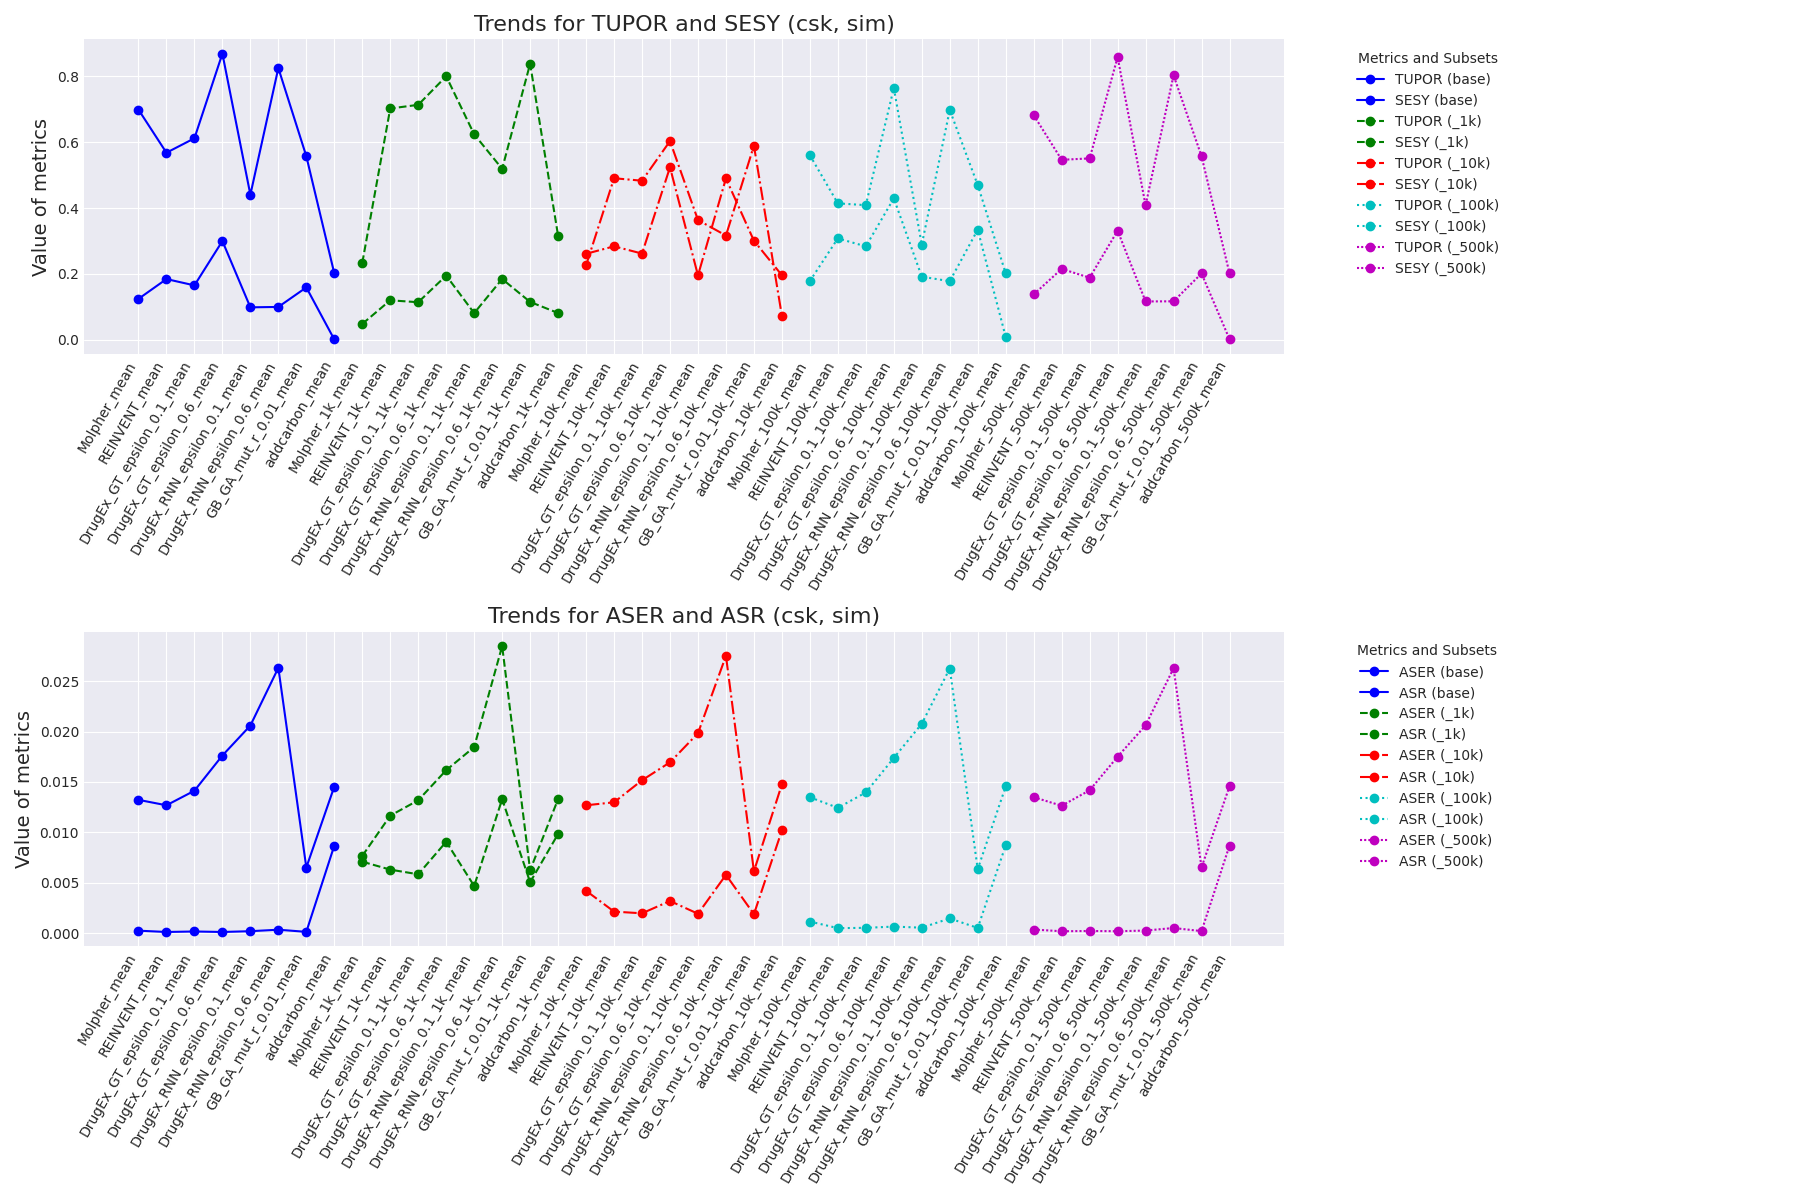 Trends for TUPOR and SESY (csk, sim)
Value of metrics
0.8
0.6
0.4
0.2
0.0
Molpher_mean
REINVENT_mean
DrugEx_GT_epsilon_0.1_mean
DrugEx_GT_epsilon_0.6_mean
DrugEx_RNN_epsilon_0.1_mean
DrugEx_RNN_epsilon_0.6_mean
GB_GA_mut_r_0.01_mean
addcarbon_mean
Molpher_1k_mean
REINVENT_1k_mean
DrugEx_GT_epsilon_0.1_1k_mean
DrugEx_GT_epsilon_0.6_1k_mean
DrugEx_RNN_epsilon_0.1_1k_mean
DrugEx_RNN_epsilon_0.6_1k_mean
GB_GA_mut_r_0.01_1k_mean
addcarbon_1k_mean
Molpher_10k_mean
REINVENT_10k_mean
DrugEx_GT_epsilon_0.1_10k_mean
DrugEx_GT_epsilon_0.6_10k_mean
DrugEx_RNN_epsilon_0.1_10k_mean
DrugEx_RNN_epsilon_0.6_10k_mean
GB_GA_mut_r_0.01_10k_mean
addcarbon_10k_mean
Molpher_100k_mean
REINVENT_100k_mean
DrugEx_GT_epsilon_0.1_100k_mean
DrugEx_GT_epsilon_0.6_100k_mean
DrugEx_RNN_epsilon_0.1_100k_mean
DrugEx_RNN_epsilon_0.6_100k_mean
GB_GA_mut_r_0.01_100k_mean
addcarbon_100k_mean
Molpher_500k_mean
REINVENT_500k_mean
DrugEx_GT_epsilon_0.1_500k_mean
DrugEx_GT_epsilon_0.6_500k_mean
DrugEx_RNN_epsilon_0.1_500k_mean
DrugEx_RNN_epsilon_0.6_500k_mean
GB_GA_mut_r_0.01_500k_mean
addcarbon_500k_mean
Metrics and Subsets
TUPOR (base)
SESY (base)
TUPOR (_1k)
SESY (_1k)
TUPOR (_10k)
SESY (_10k)
TUPOR (_100k)
SESY (_100k)
TUPOR (_500k)
SESY (_500k)
Trends for ASER and ASR (csk, sim)
Value of metrics
0.025
0.020
0.015
0.010
0.005
0.000
Molpher_mean
REINVENT_mean
DrugEx_GT_epsilon_0.1_mean
DrugEx_GT_epsilon_0.6_mean
DrugEx_RNN_epsilon_0.1_mean
DrugEx_RNN_epsilon_0.6_mean
GB_GA_mut_r_0.01_mean
addcarbon_mean
Molpher_1k_mean
REINVENT_1k_mean
DrugEx_GT_epsilon_0.1_1k_mean
DrugEx_GT_epsilon_0.6_1k_mean
DrugEx_RNN_epsilon_0.1_1k_mean
DrugEx_RNN_epsilon_0.6_1k_mean
GB_GA_mut_r_0.01_1k_mean
addcarbon_1k_mean
Molpher_10k_mean
REINVENT_10k_mean
DrugEx_GT_epsilon_0.1_10k_mean
DrugEx_GT_epsilon_0.6_10k_mean
DrugEx_RNN_epsilon_0.1_10k_mean
DrugEx_RNN_epsilon_0.6_10k_mean
GB_GA_mut_r_0.01_10k_mean
addcarbon_10k_mean
Molpher_100k_mean
REINVENT_100k_mean
DrugEx_GT_epsilon_0.1_100k_mean
DrugEx_GT_epsilon_0.6_100k_mean
DrugEx_RNN_epsilon_0.1_100k_mean
DrugEx_RNN_epsilon_0.6_100k_mean
GB_GA_mut_r_0.01_100k_mean
addcarbon_100k_mean
Molpher_500k_mean
REINVENT_500k_mean
DrugEx_GT_epsilon_0.1_500k_mean
DrugEx_GT_epsilon_0.6_500k_mean
DrugEx_RNN_epsilon_0.1_500k_mean
DrugEx_RNN_epsilon_0.6_500k_mean
GB_GA_mut_r_0.01_500k_mean
addcarbon_500k_mean
Metrics and Subsets
ASER (base)
ASR (base)
ASER (_1k)
ASR (_1k)
ASER (_10k)
ASR (_10k)
ASER (_100k)
ASR (_100k)
ASER (_500k)
ASR (_500k)